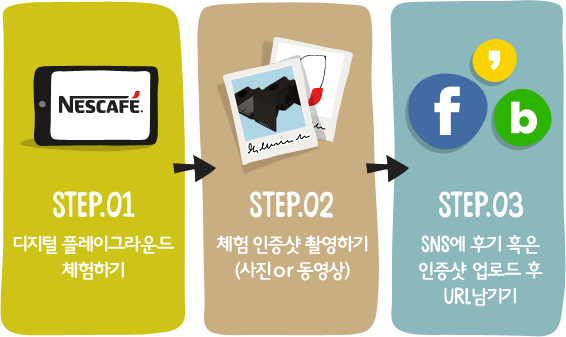 NESCAFÉ.
STEP.01
디지털 플레이그라운드
체험하기
STEP.02
체험 인증샷 촬영하기
(사진 or 동영상)
f
b
STEP.03
SNS에 후기 혹은
인증샷 업로드 후
URL남기기